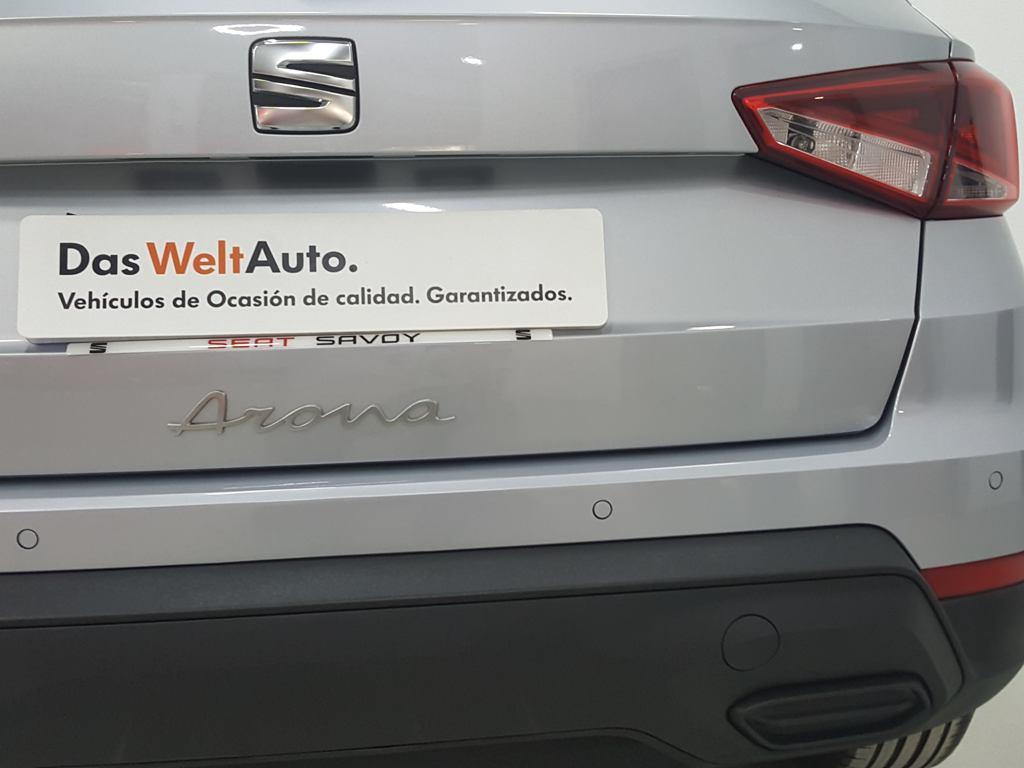 Das WeltAuto.
Vehículos de Ocasión de calidad. Garantizados.
SEAT SAVOY
Arona